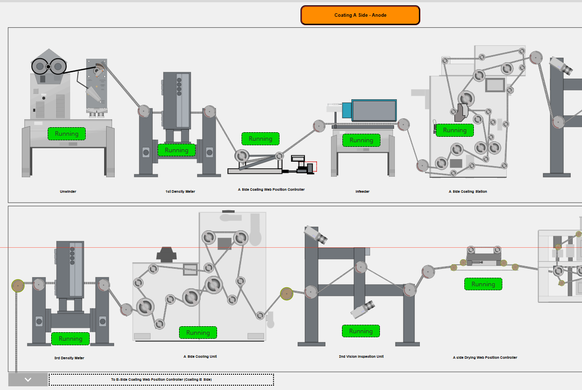 Coating A Side - Anode
Running
Running
Running
Running
Running
Unwinder
1st Density Meter
A Side Coating Web Position Controller
Infeeder
A Side Coating Station
Running
Running
Running
Running
3rd Density Meter
A Side Cooling Unit
2nd Vision Inspection Unit
A-side Drying Web Position Controller
To B-Side Coating Web Position Controller (Coating B Side)